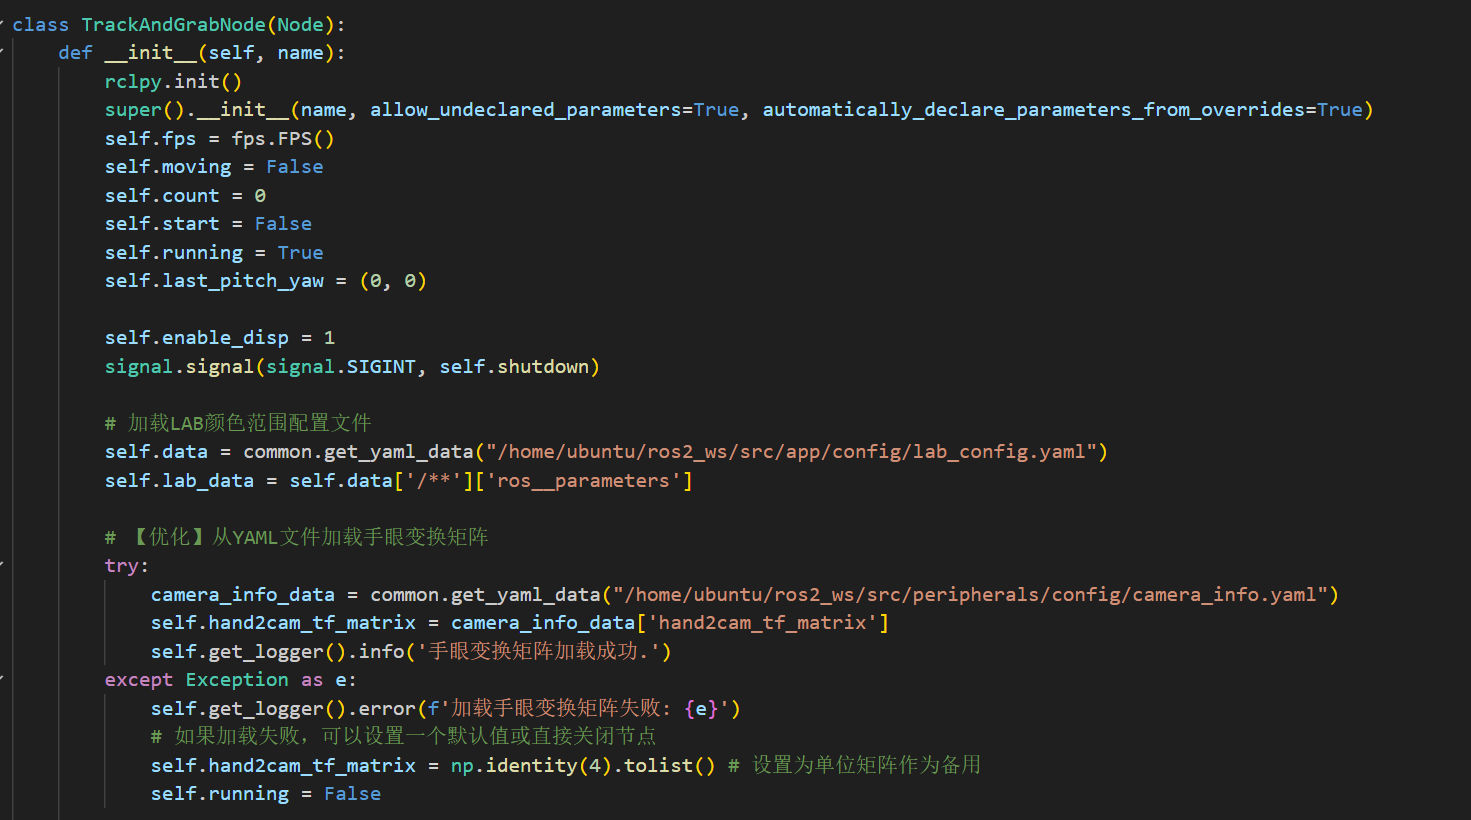 class TrackAndGrabNode(Node):
    def __init__(self, name):
        rclpy.init()
        super().__init__(name, allow_undeclared_parameters=True, automatically_declare_parameters_from_overrides=True)
        self.fps = fps.FPS()
        self.moving = False
        self.count = 0
        self.start = False
        self.running = True
        self.last_pitch_yaw = (0, 0)

        self.enable_disp = 1
        signal.signal(signal.SIGINT, self.shutdown)

        # 加载LAB颜色范围配置文件
        self.data = common.get_yaml_data("/home/ubuntu/ros2_ws/src/app/config/lab_config.yaml")
        self.lab_data = self.data['/**']['ros__parameters']

        # 【优化】从YAML文件加载手眼变换矩阵
        try:
            camera_info_data = common.get_yaml_data("/home/ubuntu/ros2_ws/src/peripherals/config/camera_info.yaml")
            self.hand2cam_tf_matrix = camera_info_data['hand2cam_tf_matrix']
            self.get_logger().info('手眼变换矩阵加载成功.')
        except Exception as e:
            self.get_logger().error(f'加载手眼变换矩阵失败: {e}')
            # 如果加载失败，可以设置一个默认值或直接关闭节点
            self.hand2cam_tf_matrix = np.identity(4).tolist() # 设置为单位矩阵作为备用
            self.running = False